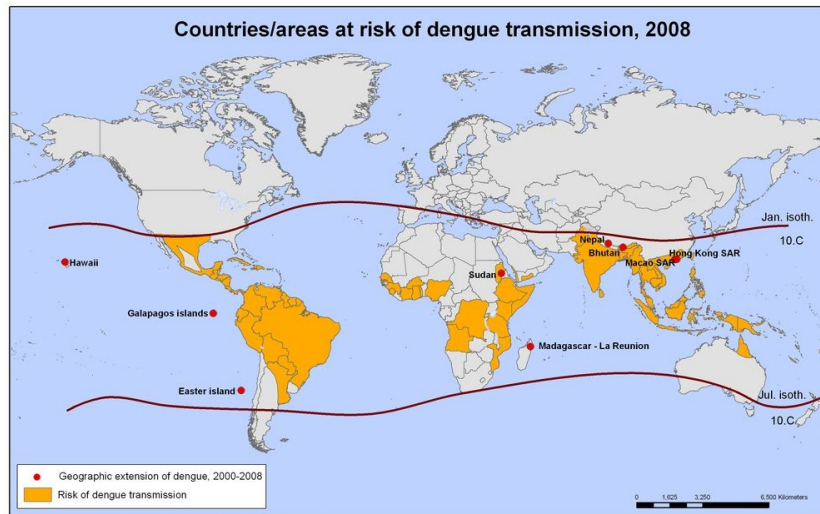 Countries/areas at risk of dengue transmission, 2008
Jan. isoth.
10.C
Hawaii
Nepal
Bhutan
Hong Kong SAR
Macao SAR
Sudan
Galapagos islands
Madagascar - La Reunion
Easter island
Jul. isoth.
10.C
Geographic extension of dengue, 2000-2008
Risk of dengue transmission
0 1,625 3,250 6,500 Kilometers